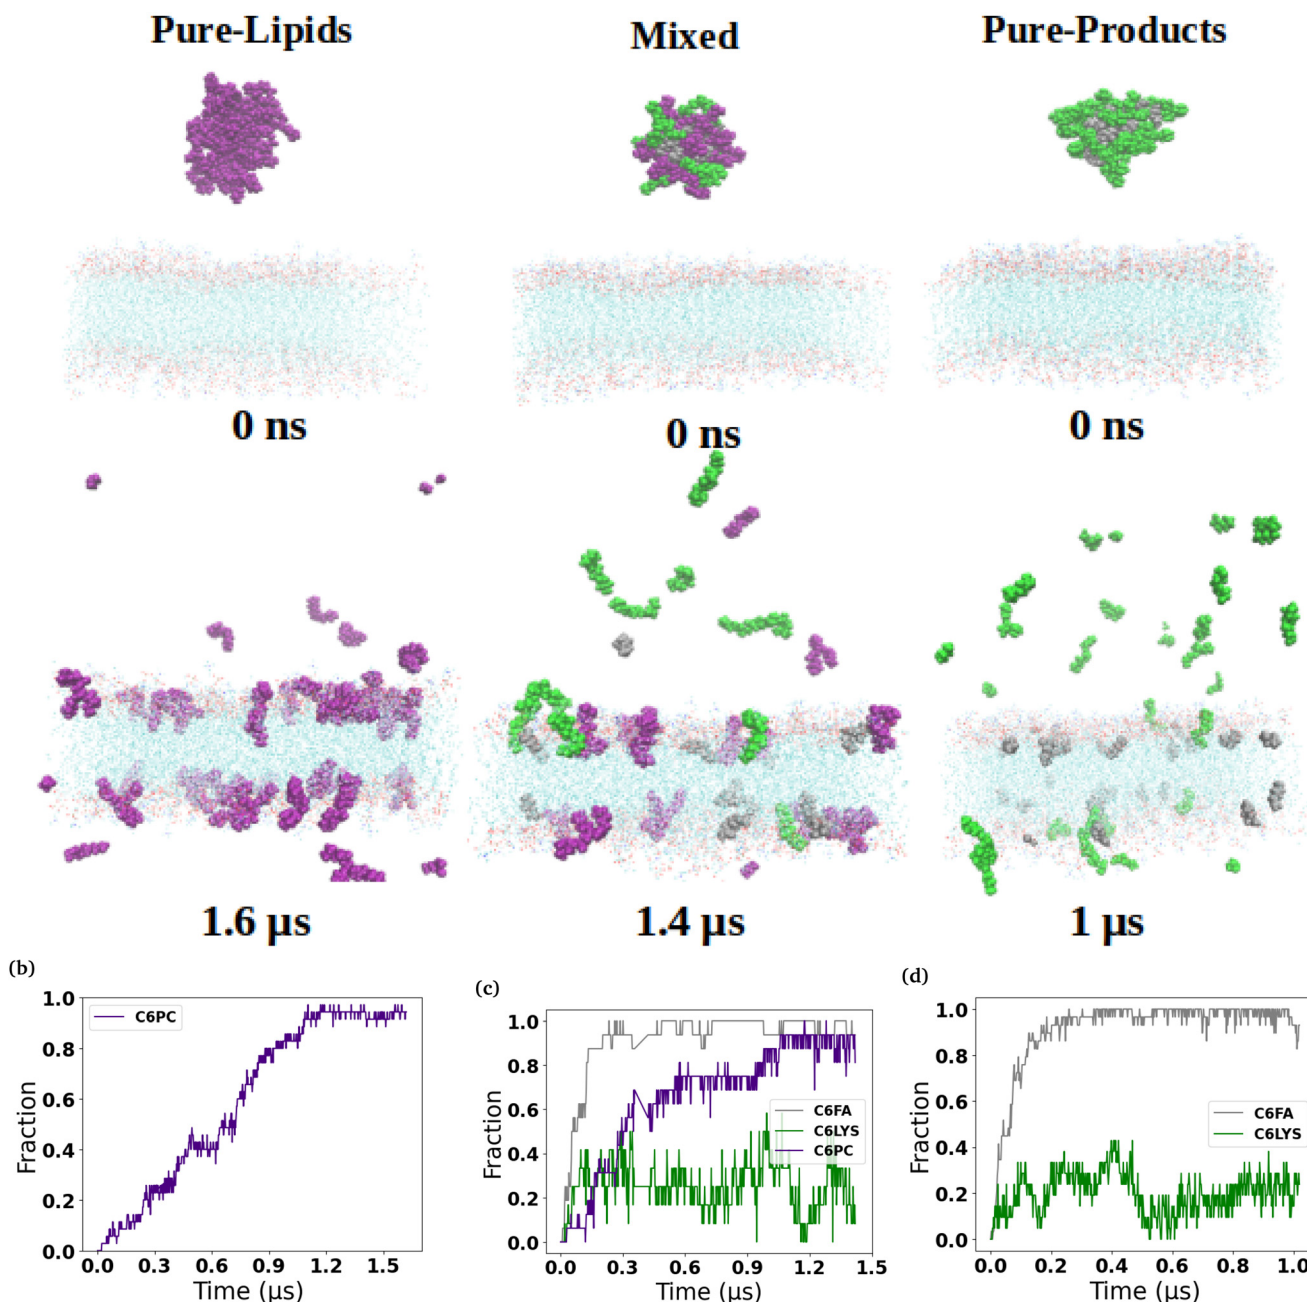 Pure-Lipids
Mixed
Pure-Products
0 ns
0 ns
0 ns
1.6 μs
1.4 μs
1 μs
(b)
1.0
0.8
0.6
0.4
0.2
0.0
Fraction
C6PC
0.0 0.3 0.6 0.9 1.2 1.5
Time (μs)
(c)
1.0
0.8
0.6
0.4
0.2
0.0
Fraction
C6FA
C6LYS
C6PC
0.0 0.3 0.6 0.9 1.2 1.5
Time (μs)
(d)
1.0
0.8
0.6
0.4
0.2
0.0
Fraction
C6FA
C6LYS
0.0 0.2 0.4 0.6 0.8 1.0
Time (μs)